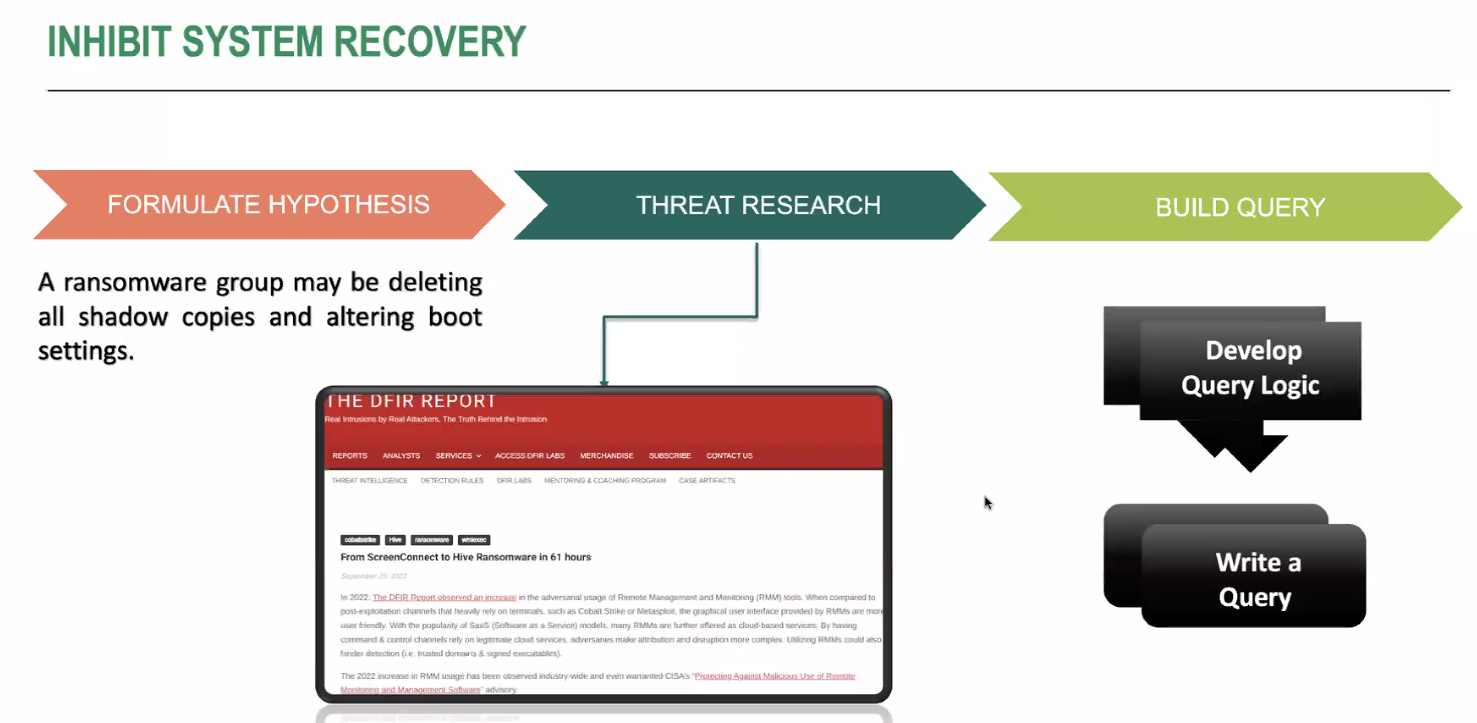 INHIBIT SYSTEM RECOVERY
FORMULATE HYPOTHESIS
THREAT RESEARCH
BUILD QUERY
A ransomware group may be deleting
all shadow copies and altering boot
settings.
THE DFIR REPORT
Real Intrusions by Real Attackers, The Truth Behind the Intrusion
REPORTS ANALYSTS SERVICES ACCESS DFIR LABS MERCHANDISE SUBSCRIBE CONTACT US
THREAT INTELLIGENCE DETECTION RULES DFIR LABS MENTORING & COACHING PROGRAM CASE ARTIFACTS
cobaltstrike Hive ransomware wmiexec
From ScreenConnect to Hive Ransomware in 61 hours
September 25, 2023
In 2022, The DFIR Report observed an increase in the adversarial usage of Remote Management and Monitoring (RMM) tools. When compared to
post-exploitation channels that heavily rely on terminals, such as Cobalt Strike or Metasploit, the graphical user interface provided by RMMs are more
user friendly. With the popularity of SaaS (Software as a Service) models, many RMMs are further offered as cloud-based services. By having
command & control channels rely on legitimate cloud services, adversaries make attribution and disruption more complex. Utilizing RMMs could also
hinder detection (i.e. trusted domains & signed executables).
The 2022 increase in RMM usage has been observed industry-wide and even warranted CISA's "Protecting Against Malicious Use of Remote
Monitoring and Management Software" advisory.
Develop
Query Logic
Write a
Query